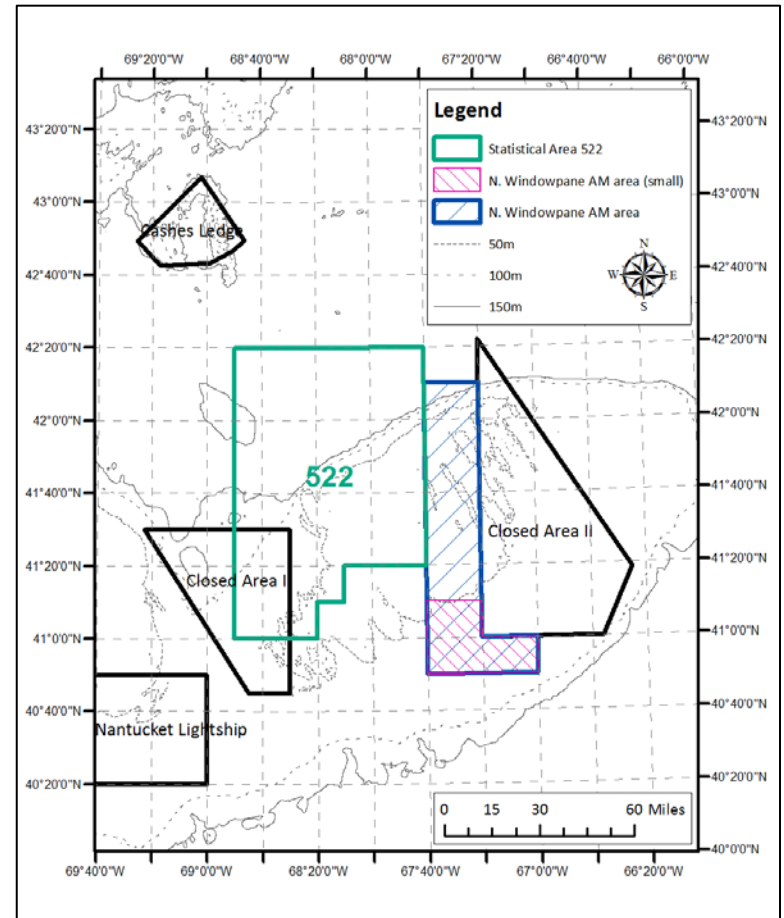 69°20'0"W 68°40'0"W 68°0'0"W 67°20'0"W 66°40'0"W 66°0'0"W
43°20'0"N
43°0'0"N
42°40'0"N
42°20'0"N
42°0'0"N
41°40'0"N
41°20'0"N
41°0'0"N
40°40'0"N
40°20'0"N
Legend
Statistical Area 522
N. Windowpane AM area (small)
N. Windowpane AM area
50m
100m
150m
N
W E
S
43°20'0"N
43°0'0"N
42°40'0"N
42°20'0"N
42°0'0"N
41°40'0"N
41°20'0"N
41°0'0"N
40°40'0"N
40°20'0"N
40°0'0"N
Cashes Ledge
522
Closed Area II
Closed Area I
Nantucket Lightship
0 15 30 60 Miles
69°40'0"W 69°0'0"W 68°20'0"W 67°40'0"W 67°0'0"W 66°20'0"W